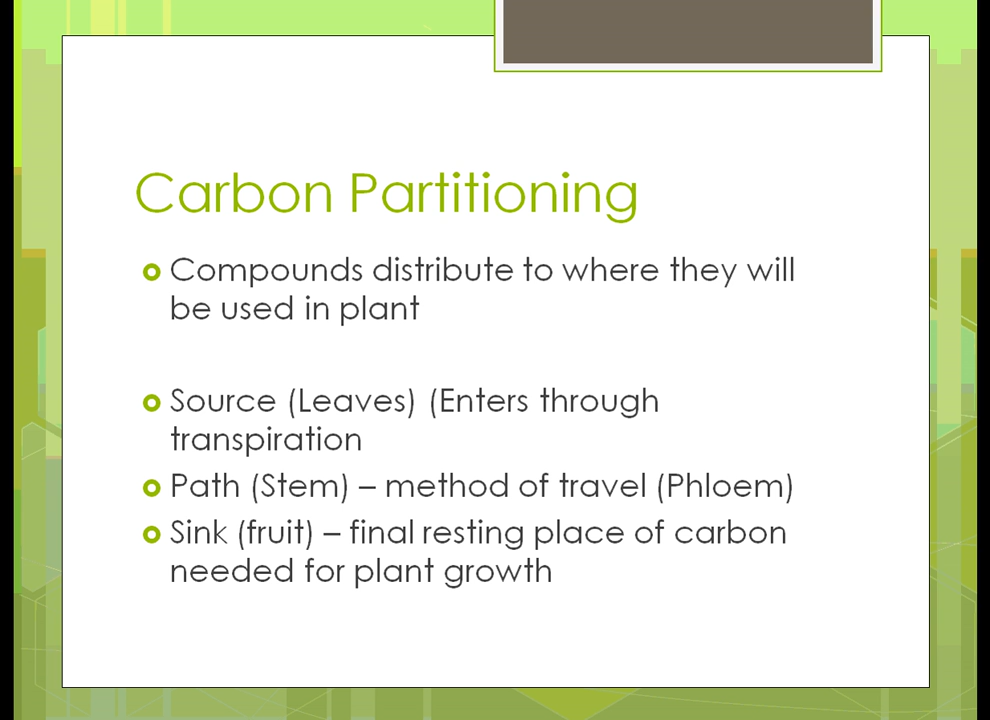 Carbon Partitioning
Compounds distribute to where they will
be used in plant
Source (Leaves) (Enters through
transpiration
Path (Stem) – method of travel (Phloem)
Sink (fruit) – final resting place of carbon
needed for plant growth